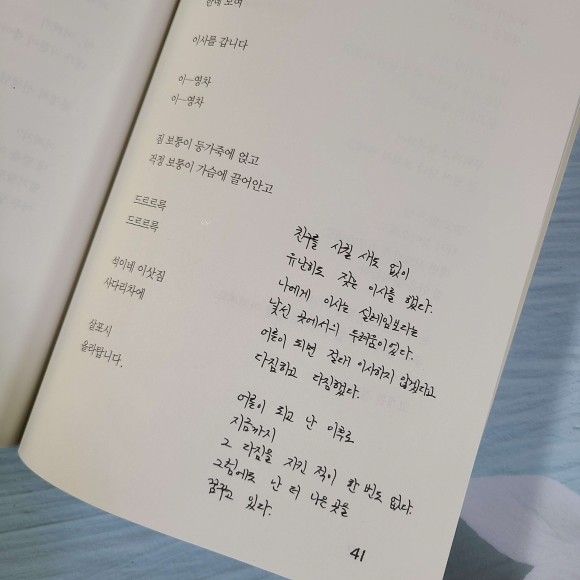 한데 모여
이사를 갑니다
이―영차
이―영차
짐 보퉁이 등가죽에 얹고
걱정 보퉁이 가슴에 끌어안고
드르르륵
드르르륵
석이네 이삿짐
사다리차에
살포시
올라탑니다.
친구를 사귈 새도 없이
유난히도 잦은 이사를 했다.
나에게 이사는 설레임보다는
낯선 곳에서의 두려움이었다.
어른이 되면 절대 이사하지 않겠다고
다짐하고 다짐했다.
어른이 되고 난 이후로
지금까지
그 다짐을 지킨 적이 한 번도 없다.
그럼에도 난 더 나은 곳을
꿈꾸고 있다.
41